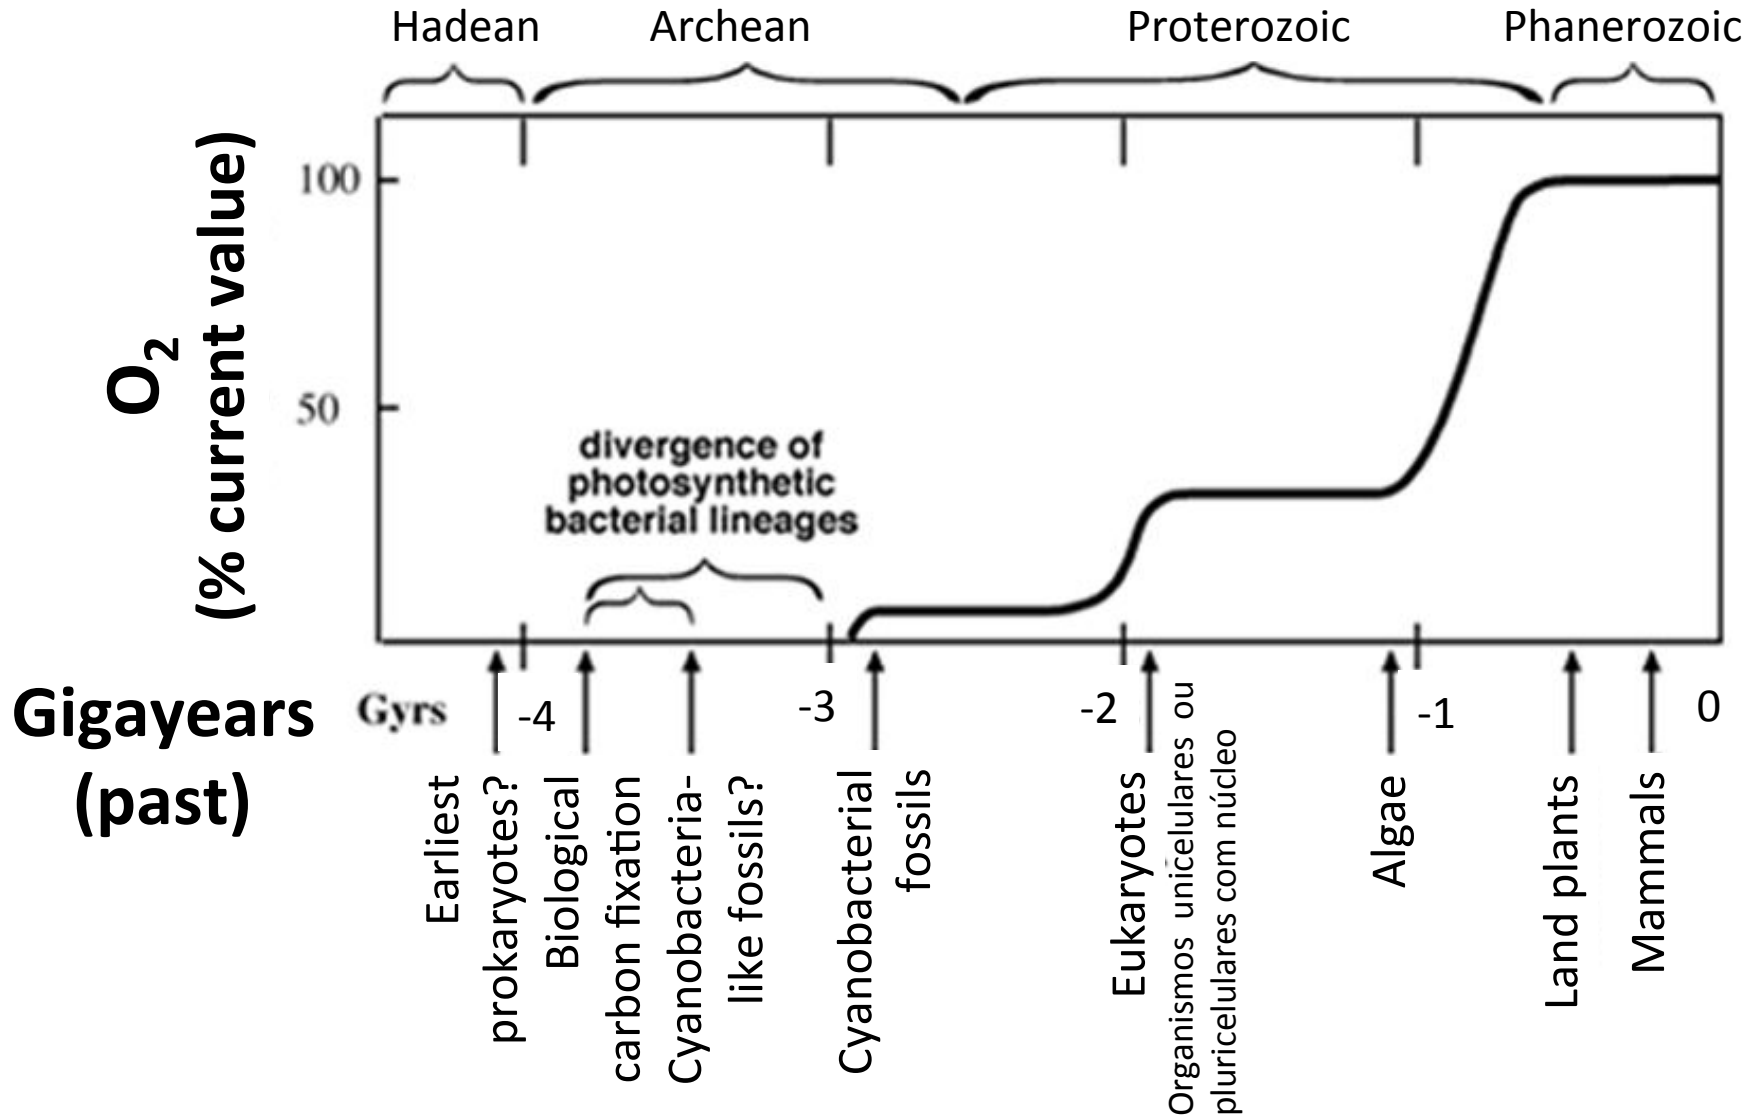 Hadean Archean Proterozoic Phanerozoic
O2
(% current value)
100
50
divergence of
photosynthetic
bacterial lineages
Gigayears
(past)
Gyrs -4 -3 -2 -1 0
Earliest
prokaryotes?
Biological
carbon fixation
Cyanobacteria-
like fossils?
Cyanobacterial
fossils
Eukaryotes
Organismos unicelulares ou
pluricelulares com núcleo
Algae
Land plants
Mammals